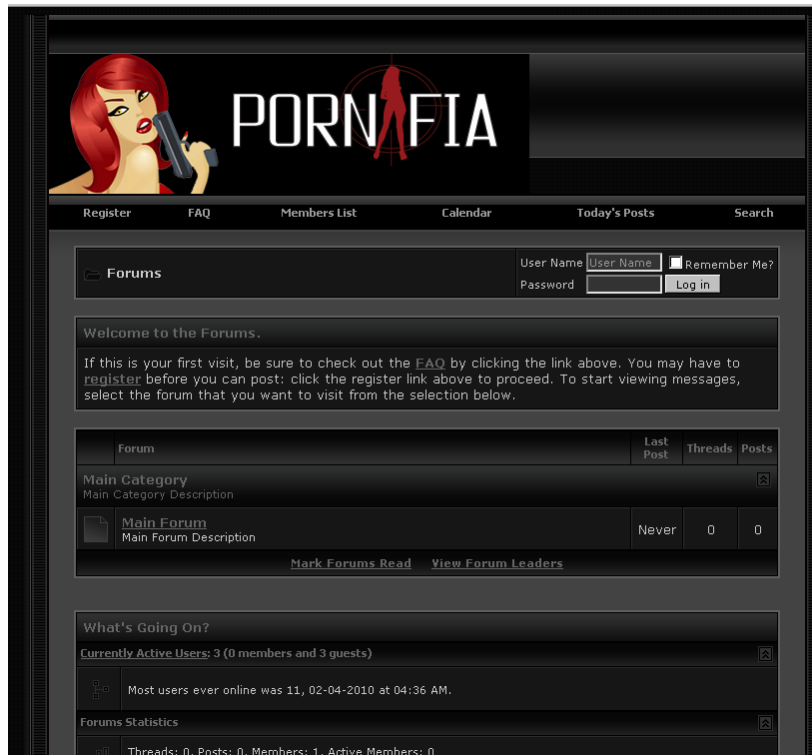 PORNAFIA
Register FAQ Members List Calendar Today's Posts Search
Forums
User Name User Name Remember Me?
Password Log in
Welcome to the Forums.
If this is your first visit, be sure to check out the FAQ by clicking the link above. You may have to
register before you can post: click the register link above to proceed. To start viewing messages,
select the forum that you want to visit from the selection below.
Forum Last Post Threads Posts
Main Category
Main Category Description
Main Forum Never 0 0
Main Forum Description
Mark Forums Read View Forum Leaders
What's Going On?
Currently Active Users: 3 (0 members and 3 guests)
Most users ever online was 11, 02-04-2010 at 04:36 AM.
Forums Statistics
Threads: 0, Posts: 0, Members: 1, Active Members: 0